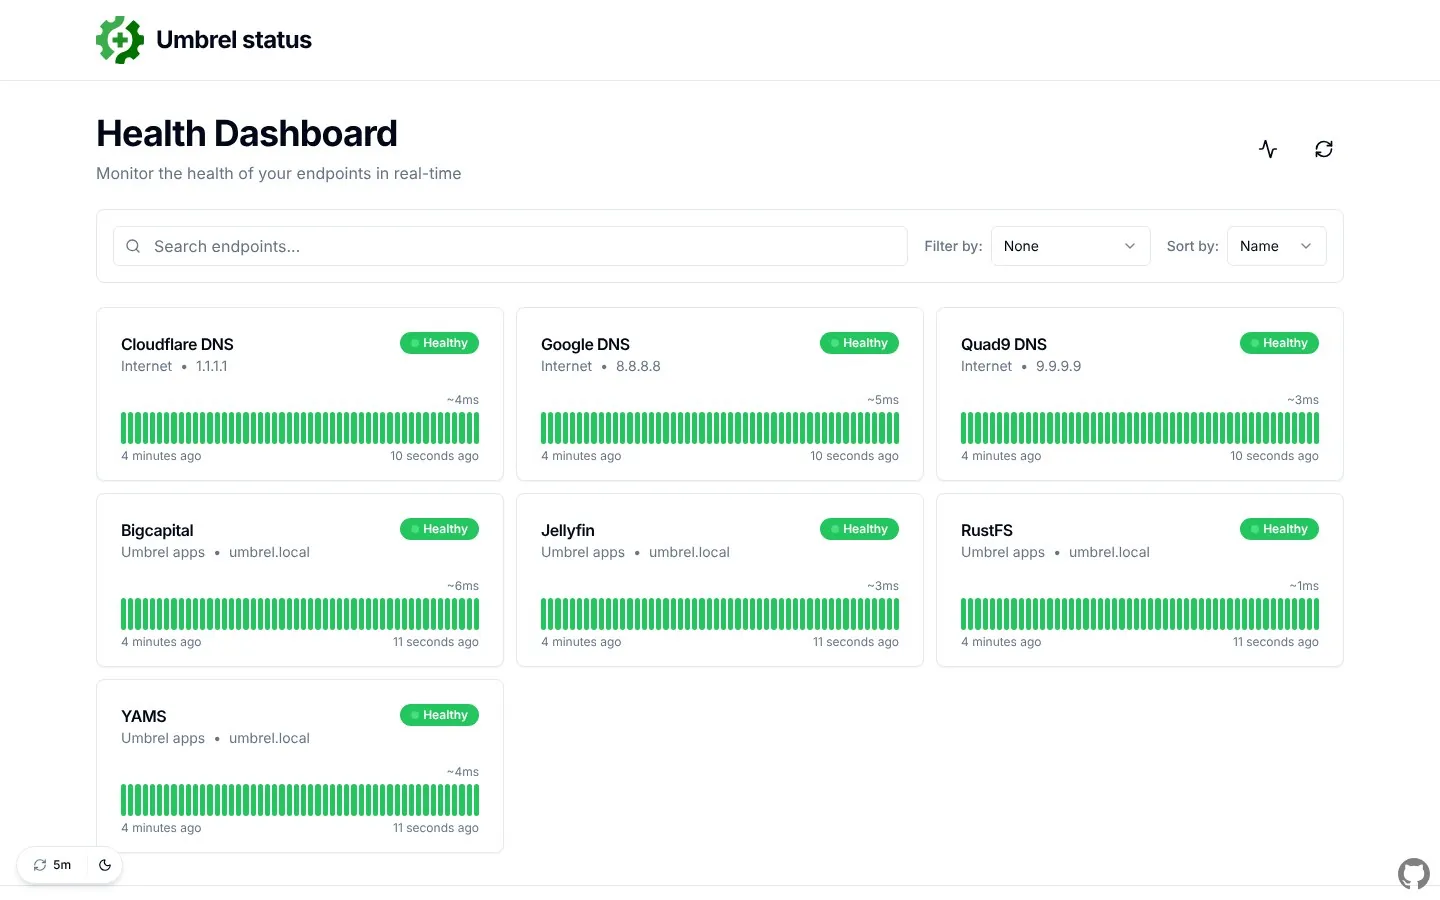 Umbrel status
Health Dashboard
Monitor the health of your endpoints in real-time
Search endpoints...
Filter by: None
Sort by: Name
Cloudflare DNS Healthy
Internet • 1.1.1.1
~4ms
4 minutes ago 10 seconds ago
Google DNS Healthy
Internet • 8.8.8.8
~5ms
4 minutes ago 10 seconds ago
Quad9 DNS Healthy
Internet • 9.9.9.9
~3ms
4 minutes ago 10 seconds ago
Bigcapital Healthy
Umbrel apps • umbrel.local
~6ms
4 minutes ago 11 seconds ago
Jellyfin Healthy
Umbrel apps • umbrel.local
~3ms
4 minutes ago 11 seconds ago
RustFS Healthy
Umbrel apps • umbrel.local
~1ms
4 minutes ago 11 seconds ago
YAMS Healthy
Umbrel apps • umbrel.local
~4ms
4 minutes ago 11 seconds ago
5m